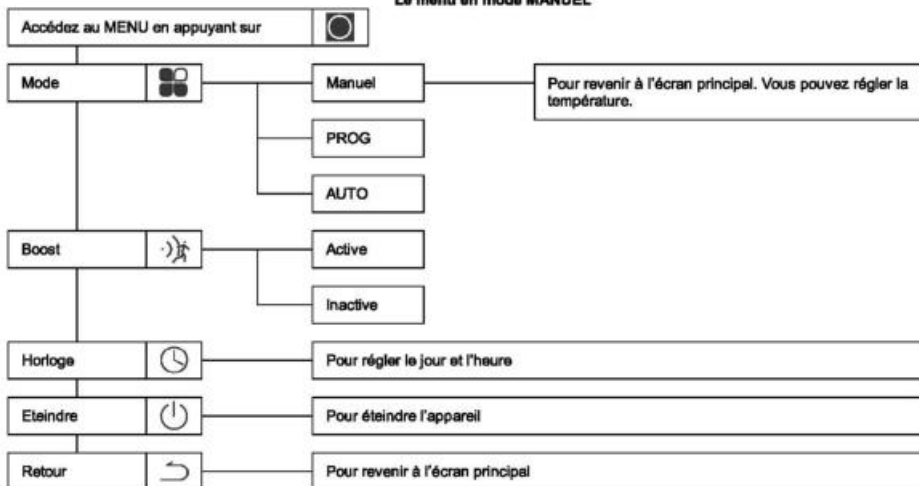 Le menu en mode MANUEL
Accédez au MENU en appuyant sur
Mode
Manuel
Pour revenir à l'écran principal. Vous pouvez régler la
température.
PROG
AUTO
Boost
Active
Inactive
Horloge
Pour régler le jour et l'heure
Eteindre
Pour éteindre l'appareil
Retour
Pour revenir à l'écran principal